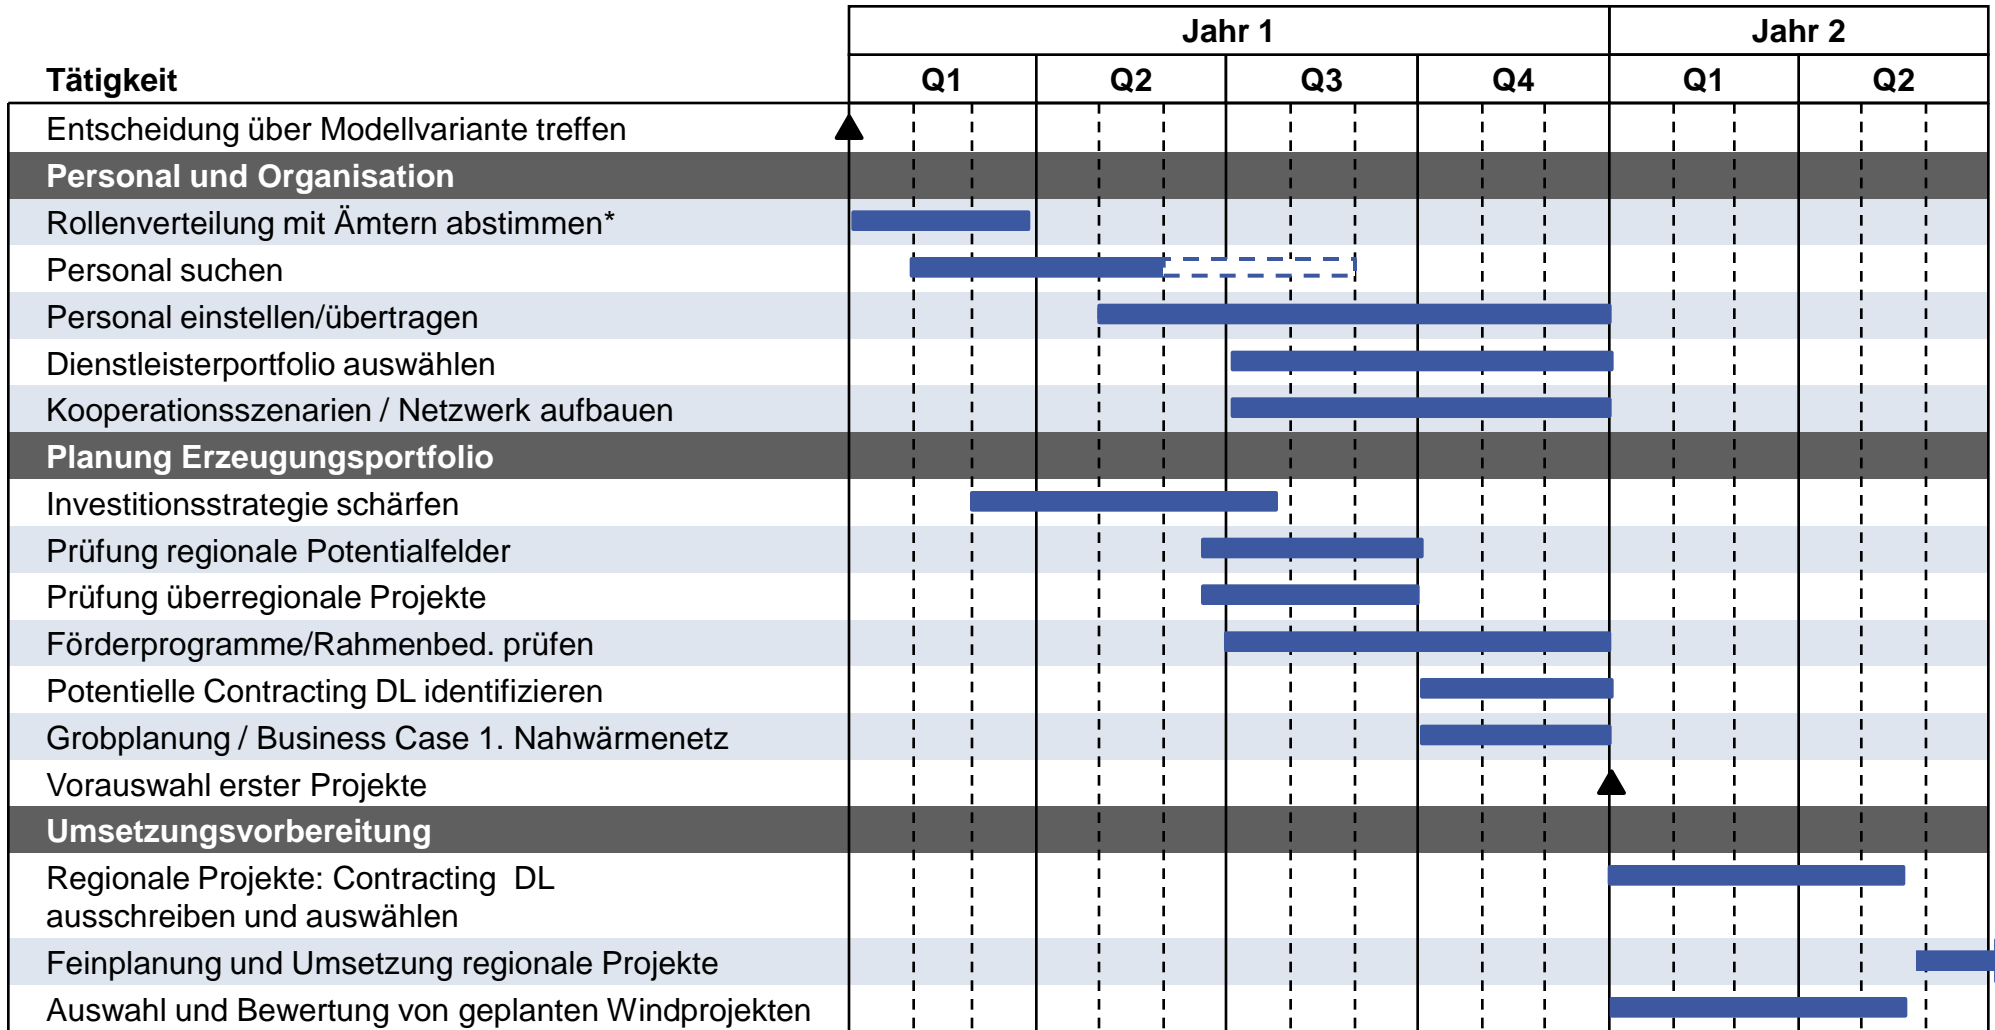 Jahr 1 Jahr 2
Tätigkeit Q1 Q2 Q3 Q4 Q1 Q2
Entscheidung über Modellvariante treffen
Personal und Organisation
Rollenverteilung mit Ämtern abstimmen*
Personal suchen
Personal einstellen/übertragen
Dienstleisterportfolio auswählen
Kooperationsszenarien / Netzwerk aufbauen
Planung Erzeugungsportfolio
Investitionsstrategie schärfen
Prüfung regionale Potentialfelder
Prüfung überregionale Projekte
Förderprogramme/Rahmenbed. prüfen
Potentielle Contracting DL identifizieren
Grobplanung / Business Case 1. Nahwärmenetz
Vorauswahl erster Projekte
Umsetzungsvorbereitung
Regionale Projekte: Contracting DL
ausschreiben und auswählen
Feinplanung und Umsetzung regionale Projekte
Auswahl und Bewertung von geplanten Windprojekten